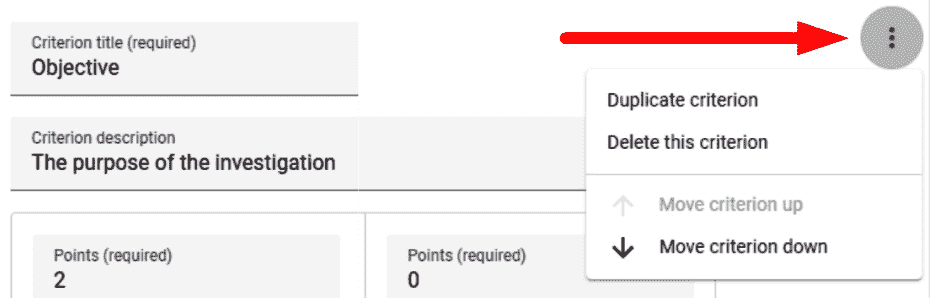 Criterion title (required)
Objective
Duplicate criterion
Criterion description
Delete this criterion
The purpose of the investigation
Move criterion up
Points (required)
Points (required)
Move criterion down
2
0